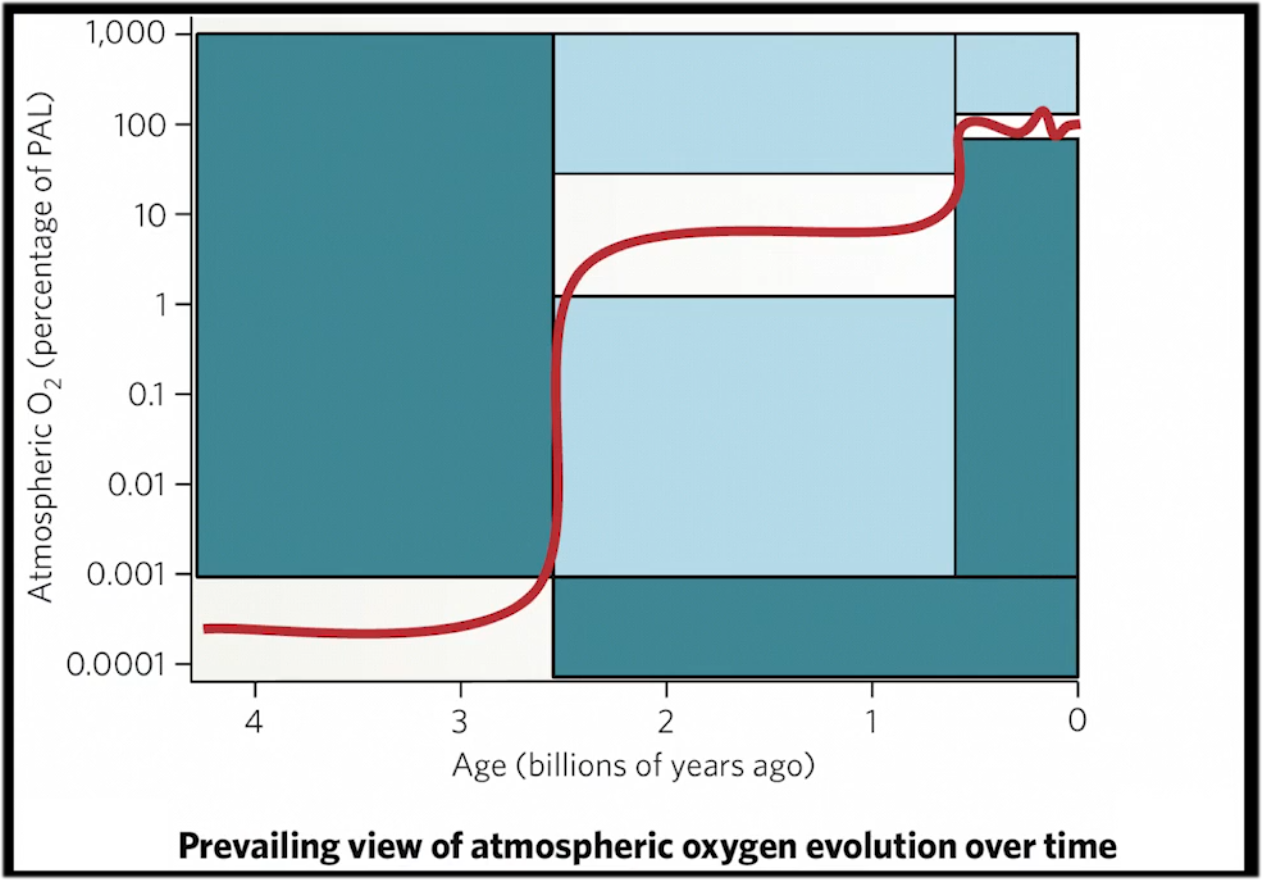 Atmospheric O₂ (percentage of PAL)
1,000
100
10
1
0.1
0.01
0.001
0.0001
4 3 2 1 0
Age (billions of years ago)
Prevailing view of atmospheric oxygen evolution over time